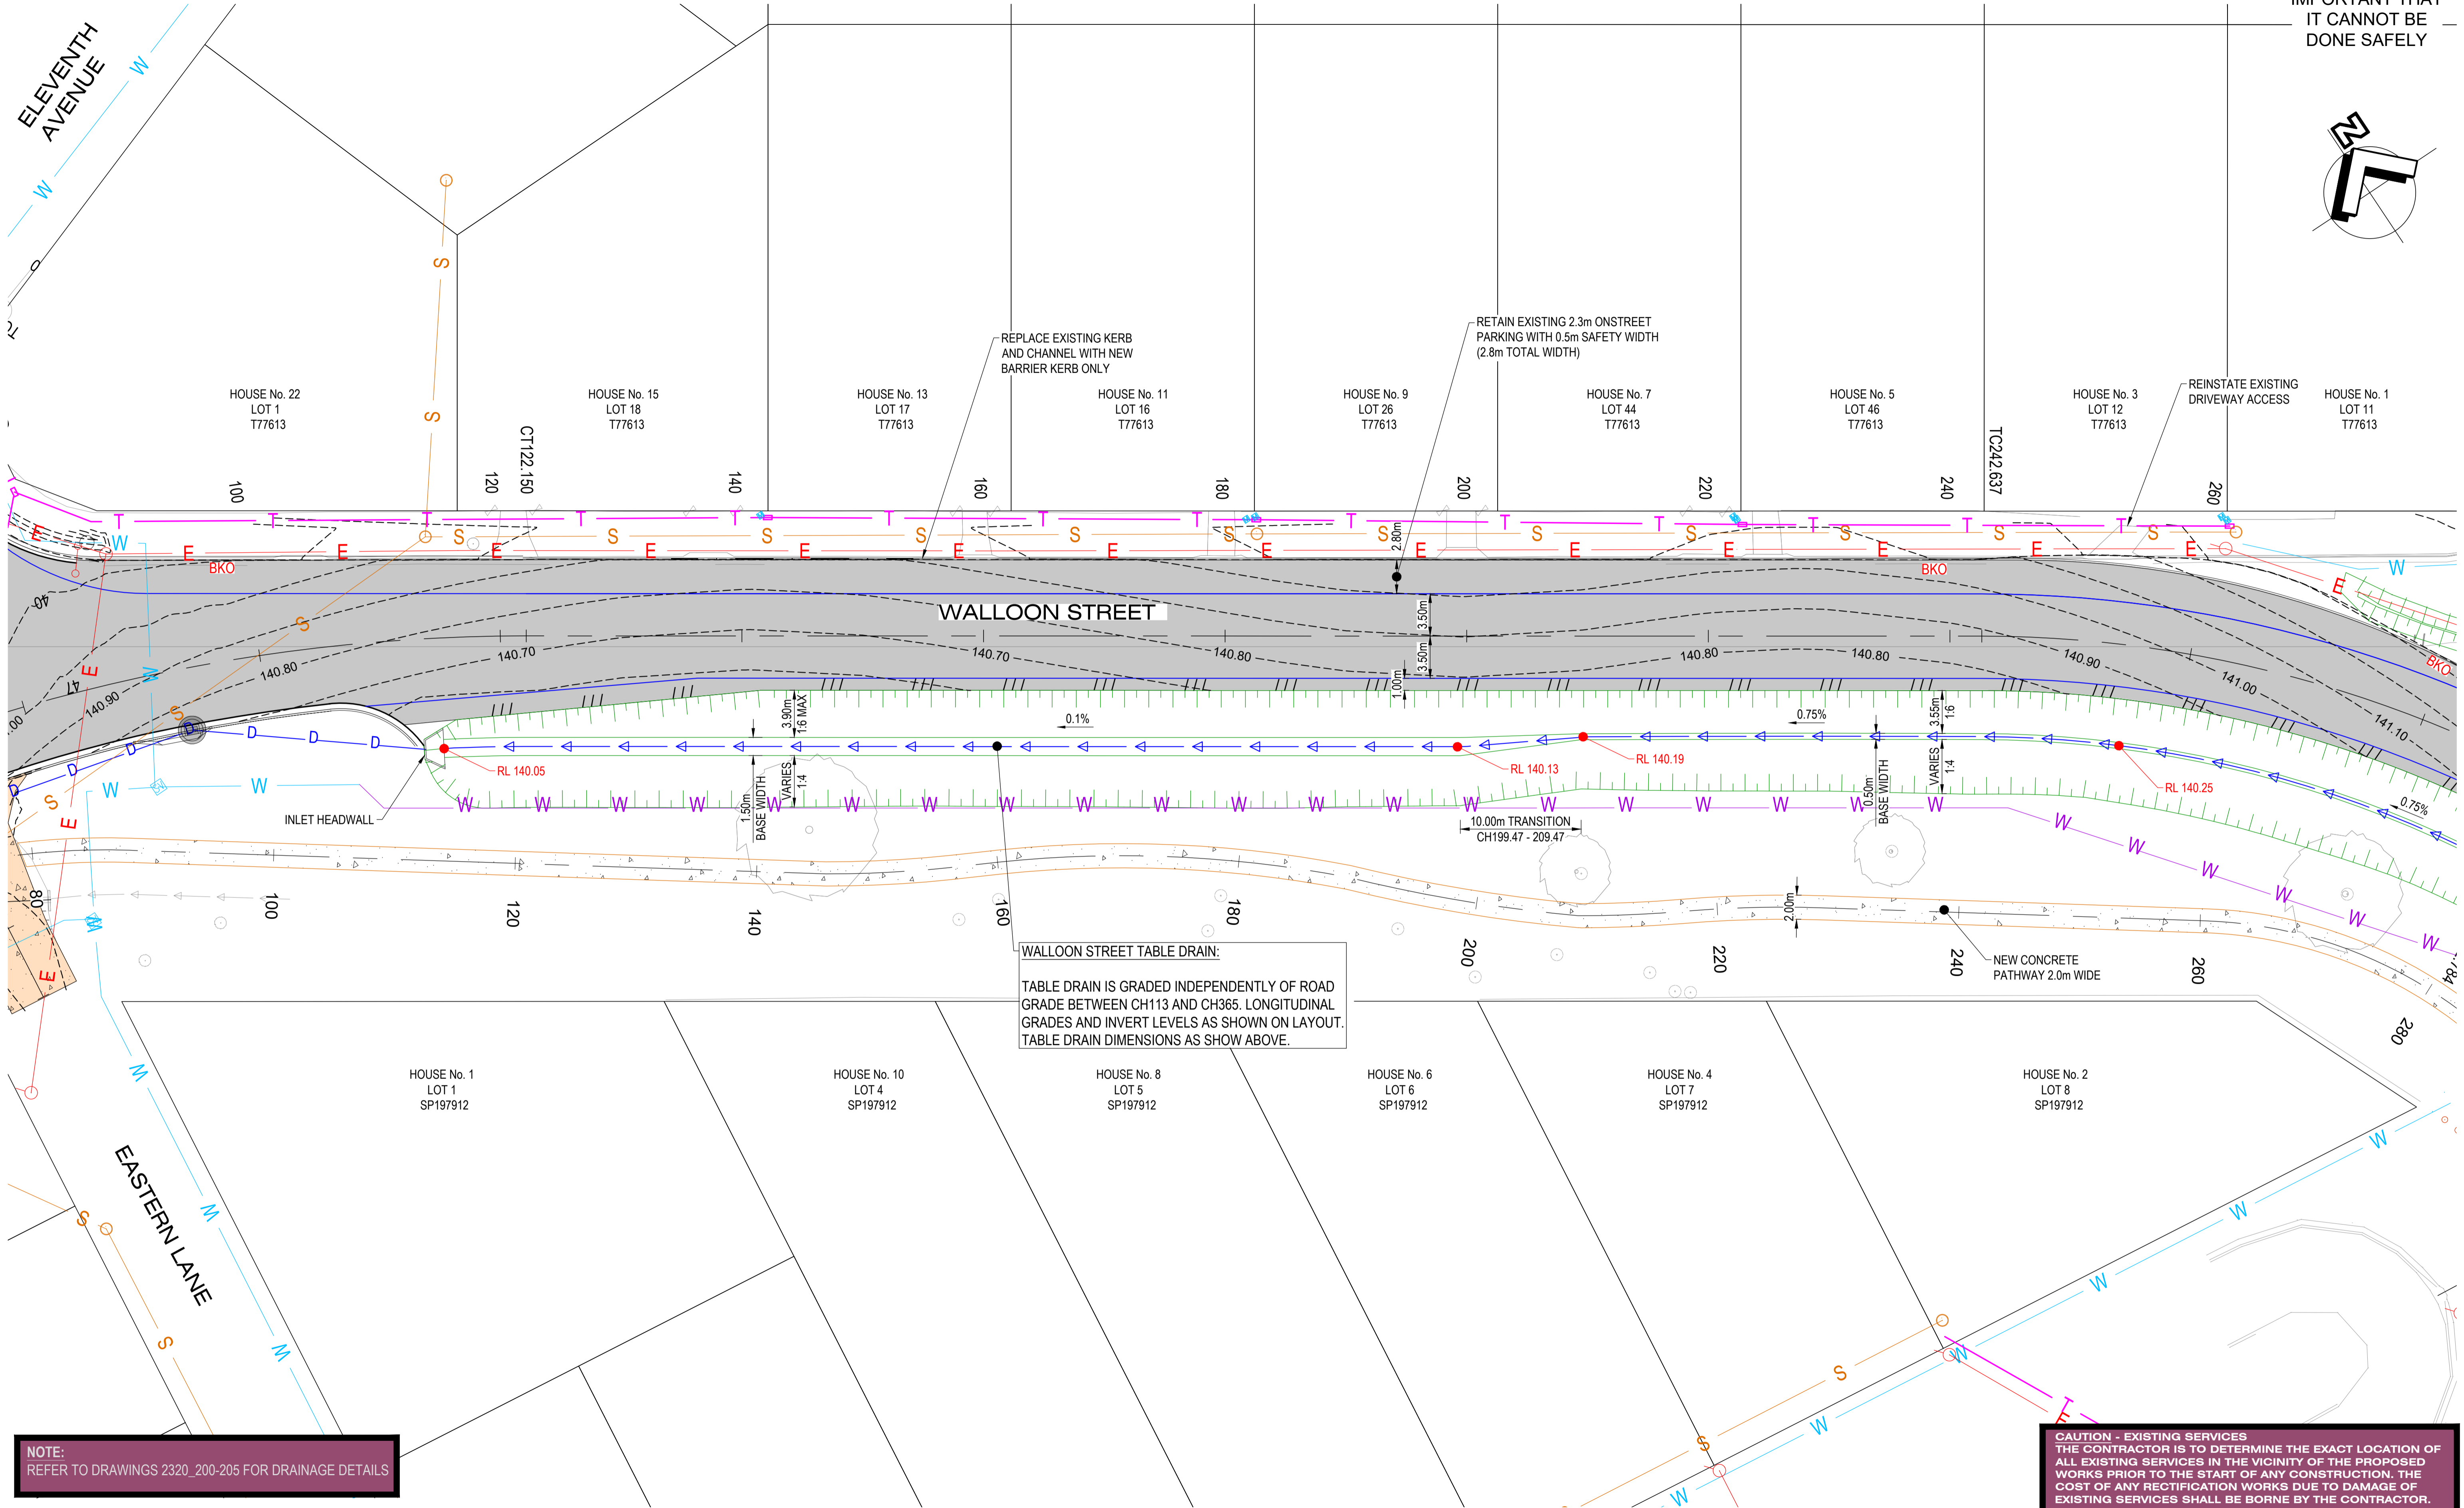 IMPORTANT THAT
IT CANNOT BE
DONE SAFELY
ELEVENTH
AVENUE
N
HOUSE No. 22
LOT 1
T77613
HOUSE No. 15
LOT 18
T77613
HOUSE No. 13
LOT 17
T77613
HOUSE No. 11
LOT 16
T77613
HOUSE No. 9
LOT 26
T77613
HOUSE No. 7
LOT 44
T77613
HOUSE No. 5
LOT 46
T77613
HOUSE No. 3
LOT 12
T77613
HOUSE No. 1
LOT 11
T77613
REPLACE EXISTING KERB
AND CHANNEL WITH NEW
BARRIER KERB ONLY
RETAIN EXISTING 2.3m ONSTREET
PARKING WITH 0.5m SAFETY WIDTH
(2.8m TOTAL WIDTH)
REINSTATE EXISTING
DRIVEWAY ACCESS
100
120
CT122.150
140
160
180
200
220
240
TC242.637
260
BKO
BKO
BKO
2.80m
3.50m
3.50m
1.00m
WALLOON STREET
140.90
140.80
140.70
140.70
140.80
140.80
140.80
140.90
141.00
141.10
3.90m
1:6 MAX
0.1%
0.75%
3.55m
1:6
0.75%
RL 140.05
RL 140.13
RL 140.19
RL 140.25
INLET HEADWALL
1.50m
BASE WIDTH
VARIES
1:4
0.50m
BASE WIDTH
VARIES
1:4
10.00m TRANSITION
CH199.47 - 209.47
2.00m
80
100
120
140
160
180
200
220
240
260
280
NEW CONCRETE
PATHWAY 2.0m WIDE
WALLOON STREET TABLE DRAIN:
TABLE DRAIN IS GRADED INDEPENDENTLY OF ROAD
GRADE BETWEEN CH113 AND CH365. LONGITUDINAL
GRADES AND INVERT LEVELS AS SHOWN ON LAYOUT.
TABLE DRAIN DIMENSIONS AS SHOW ABOVE.
HOUSE No. 1
LOT 1
SP197912
HOUSE No. 10
LOT 4
SP197912
HOUSE No. 8
LOT 5
SP197912
HOUSE No. 6
LOT 6
SP197912
HOUSE No. 4
LOT 7
SP197912
HOUSE No. 2
LOT 8
SP197912
EASTERN LANE
NOTE:
REFER TO DRAWINGS 2320_200-205 FOR DRAINAGE DETAILS
CAUTION - EXISTING SERVICES
THE CONTRACTOR IS TO DETERMINE THE EXACT LOCATION OF
ALL EXISTING SERVICES IN THE VICINITY OF THE PROPOSED
WORKS PRIOR TO THE START OF ANY CONSTRUCTION. THE
COST OF ANY RECTIFICATION WORKS DUE TO DAMAGE OF
EXISTING SERVICES SHALL BE BORNE BY THE CONTRACTOR.